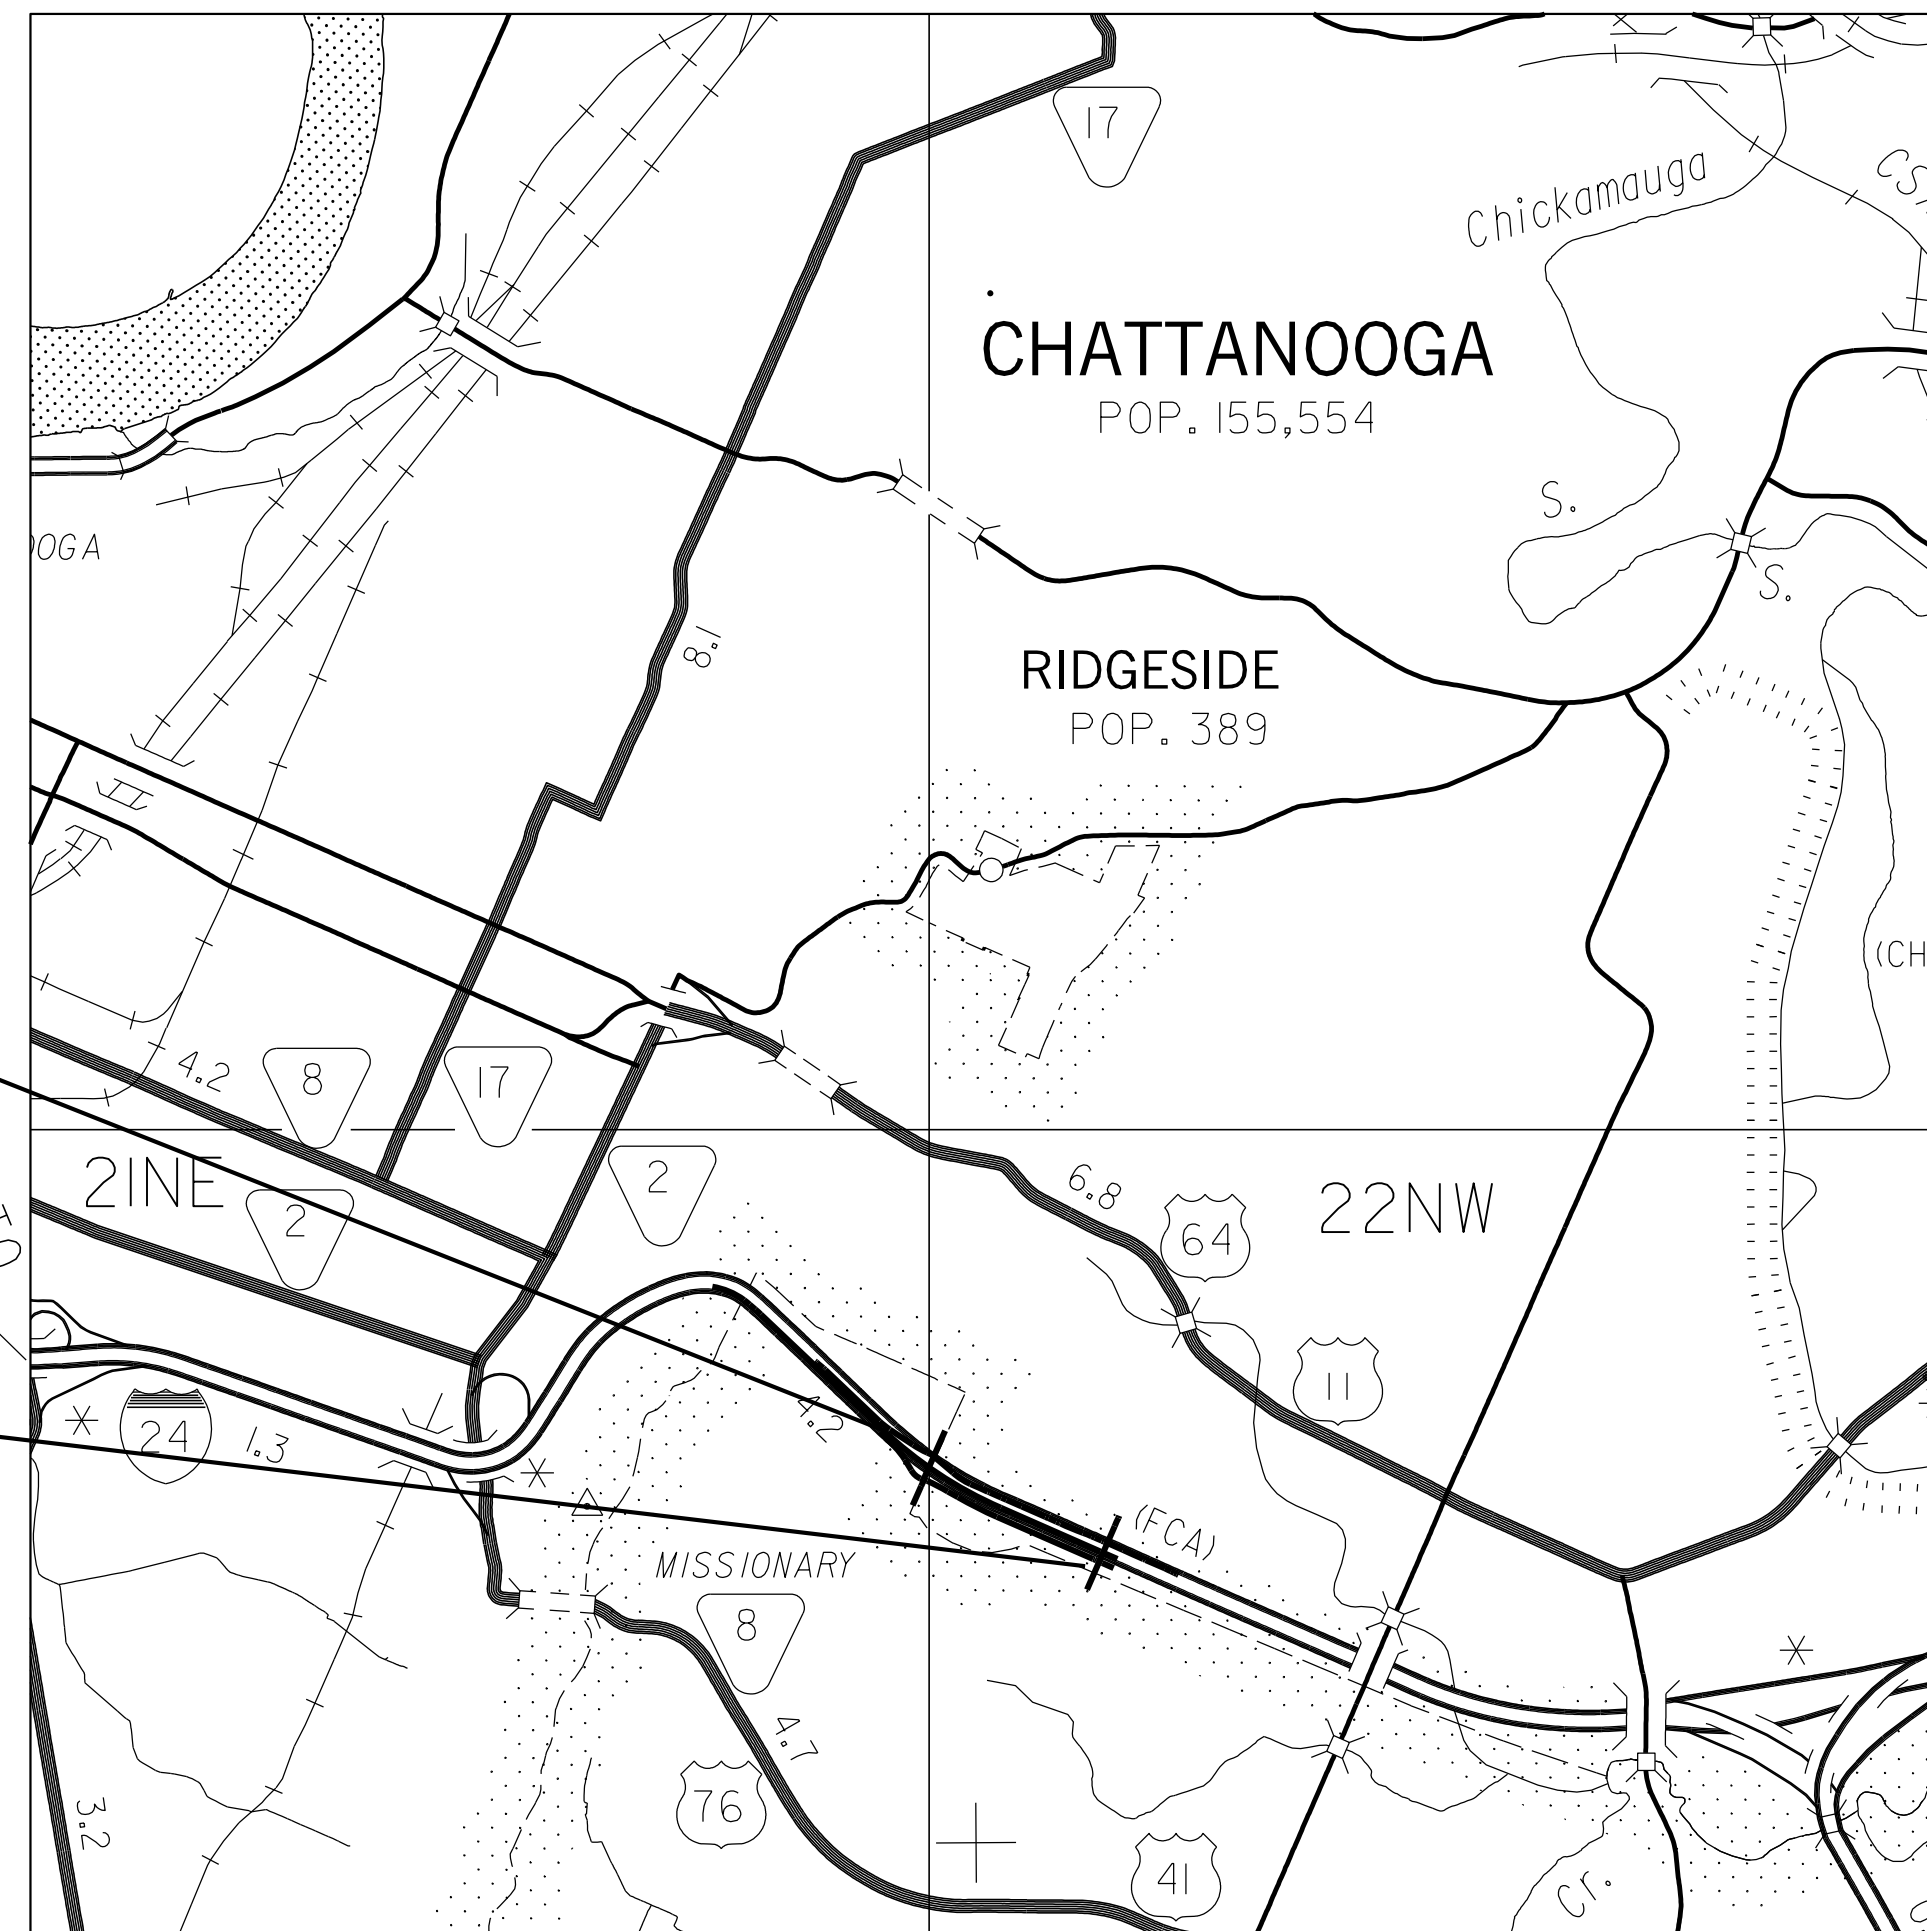 17
Chickamauga
CHATTANOOGA
POP. 155,554
S.
OOGA
S.
8.1
RIDGESIDE
POP. 389
(CH
4.2
8
17
2
21NE
2
6.8
64
22NW
11
24
1.3
4.2
(FCA)
MISSIONARY
8
4.7
76
3.2
41
Cr.